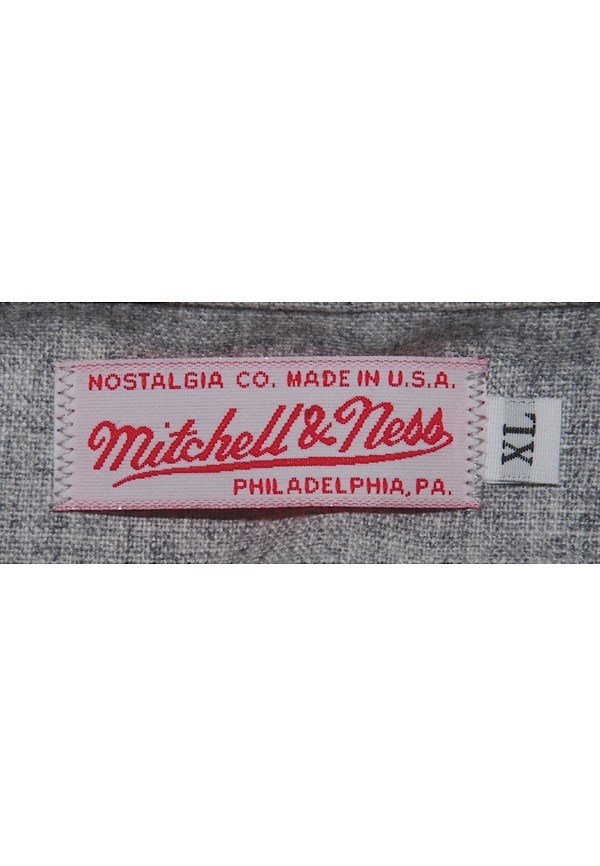 NOSTALGIA CO. MADE IN U.S.A.
Mitchell & Ness
PHILADELPHIA, PA.
XL